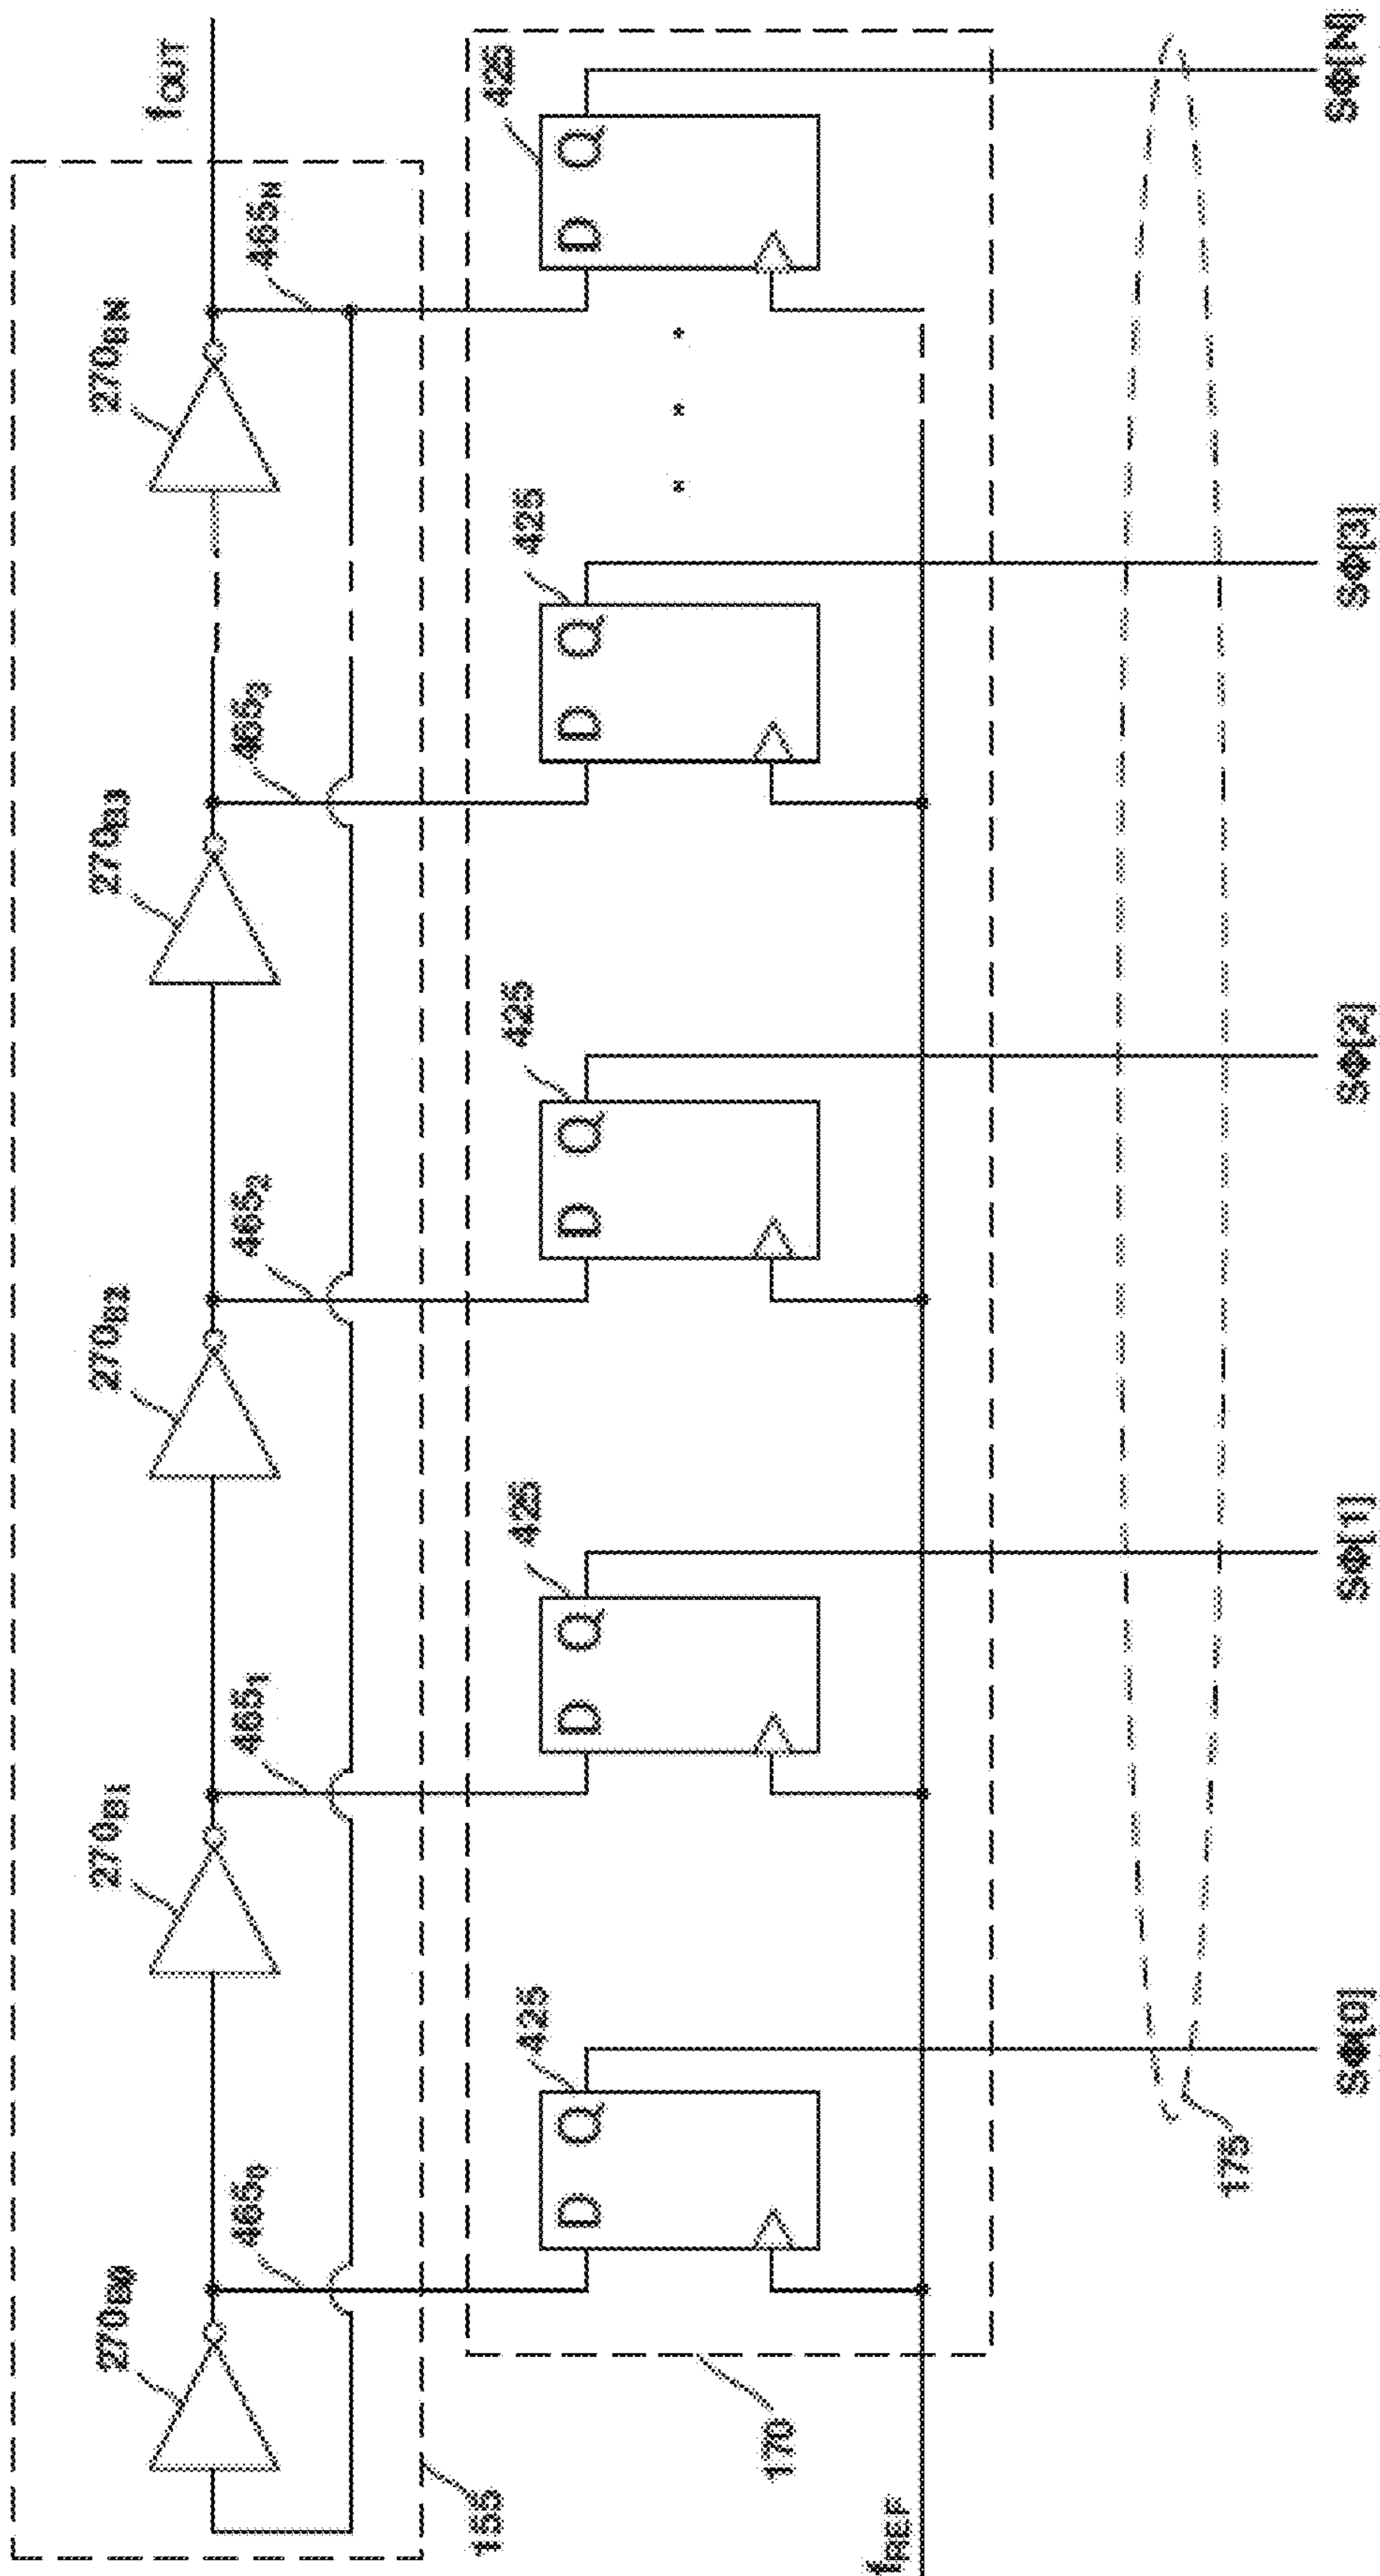 270B0 270B1 270B2 270B3 270BN fOUT
4650 4651 4652 4653 465N
155
425 425 425 425 425
D Q D Q D Q D Q D Q
. . .
170
fREF
175
SΦ[0] SΦ[1] SΦ[2] SΦ[3] SΦ[N]